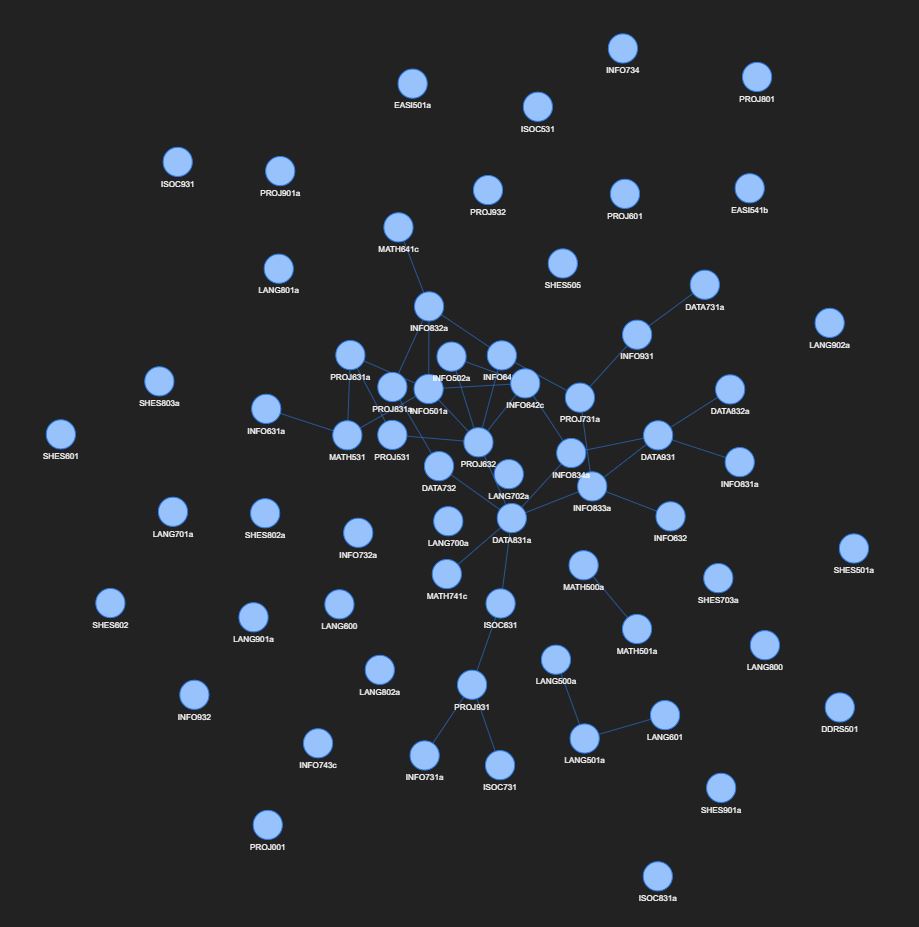 INFO734
EASI501a
PROJ801
ISOC531
ISOC931
PROJ901a
PROJ932
PROJ601
EASI541b
MATH641c
LANG801a
SHES505
DATA731a
INFO832a
LANG902a
INFO931
PROJ631a
INFO502a
INFO64
SHES803a
PROJ831a
INFO501a
INFO642c
PROJ731a
DATA832a
INFO631a
SHES601
MATH531
PROJ531
PROJ632
DATA931
INFO834a
DATA732
INFO831a
LANG702a
INFO833a
LANG701a
SHES802a
INFO732a
LANG700a
DATA831a
INFO632
SHES501a
MATH741c
MATH500a
SHES703a
SHES602
LANG901a
LANG600
ISOC631
MATH501a
LANG800
LANG802a
LANG500a
INFO932
PROJ931
DDRS501
LANG601
INFO743c
LANG501a
INFO731a
ISOC731
SHES901a
PROJ001
ISOC831a